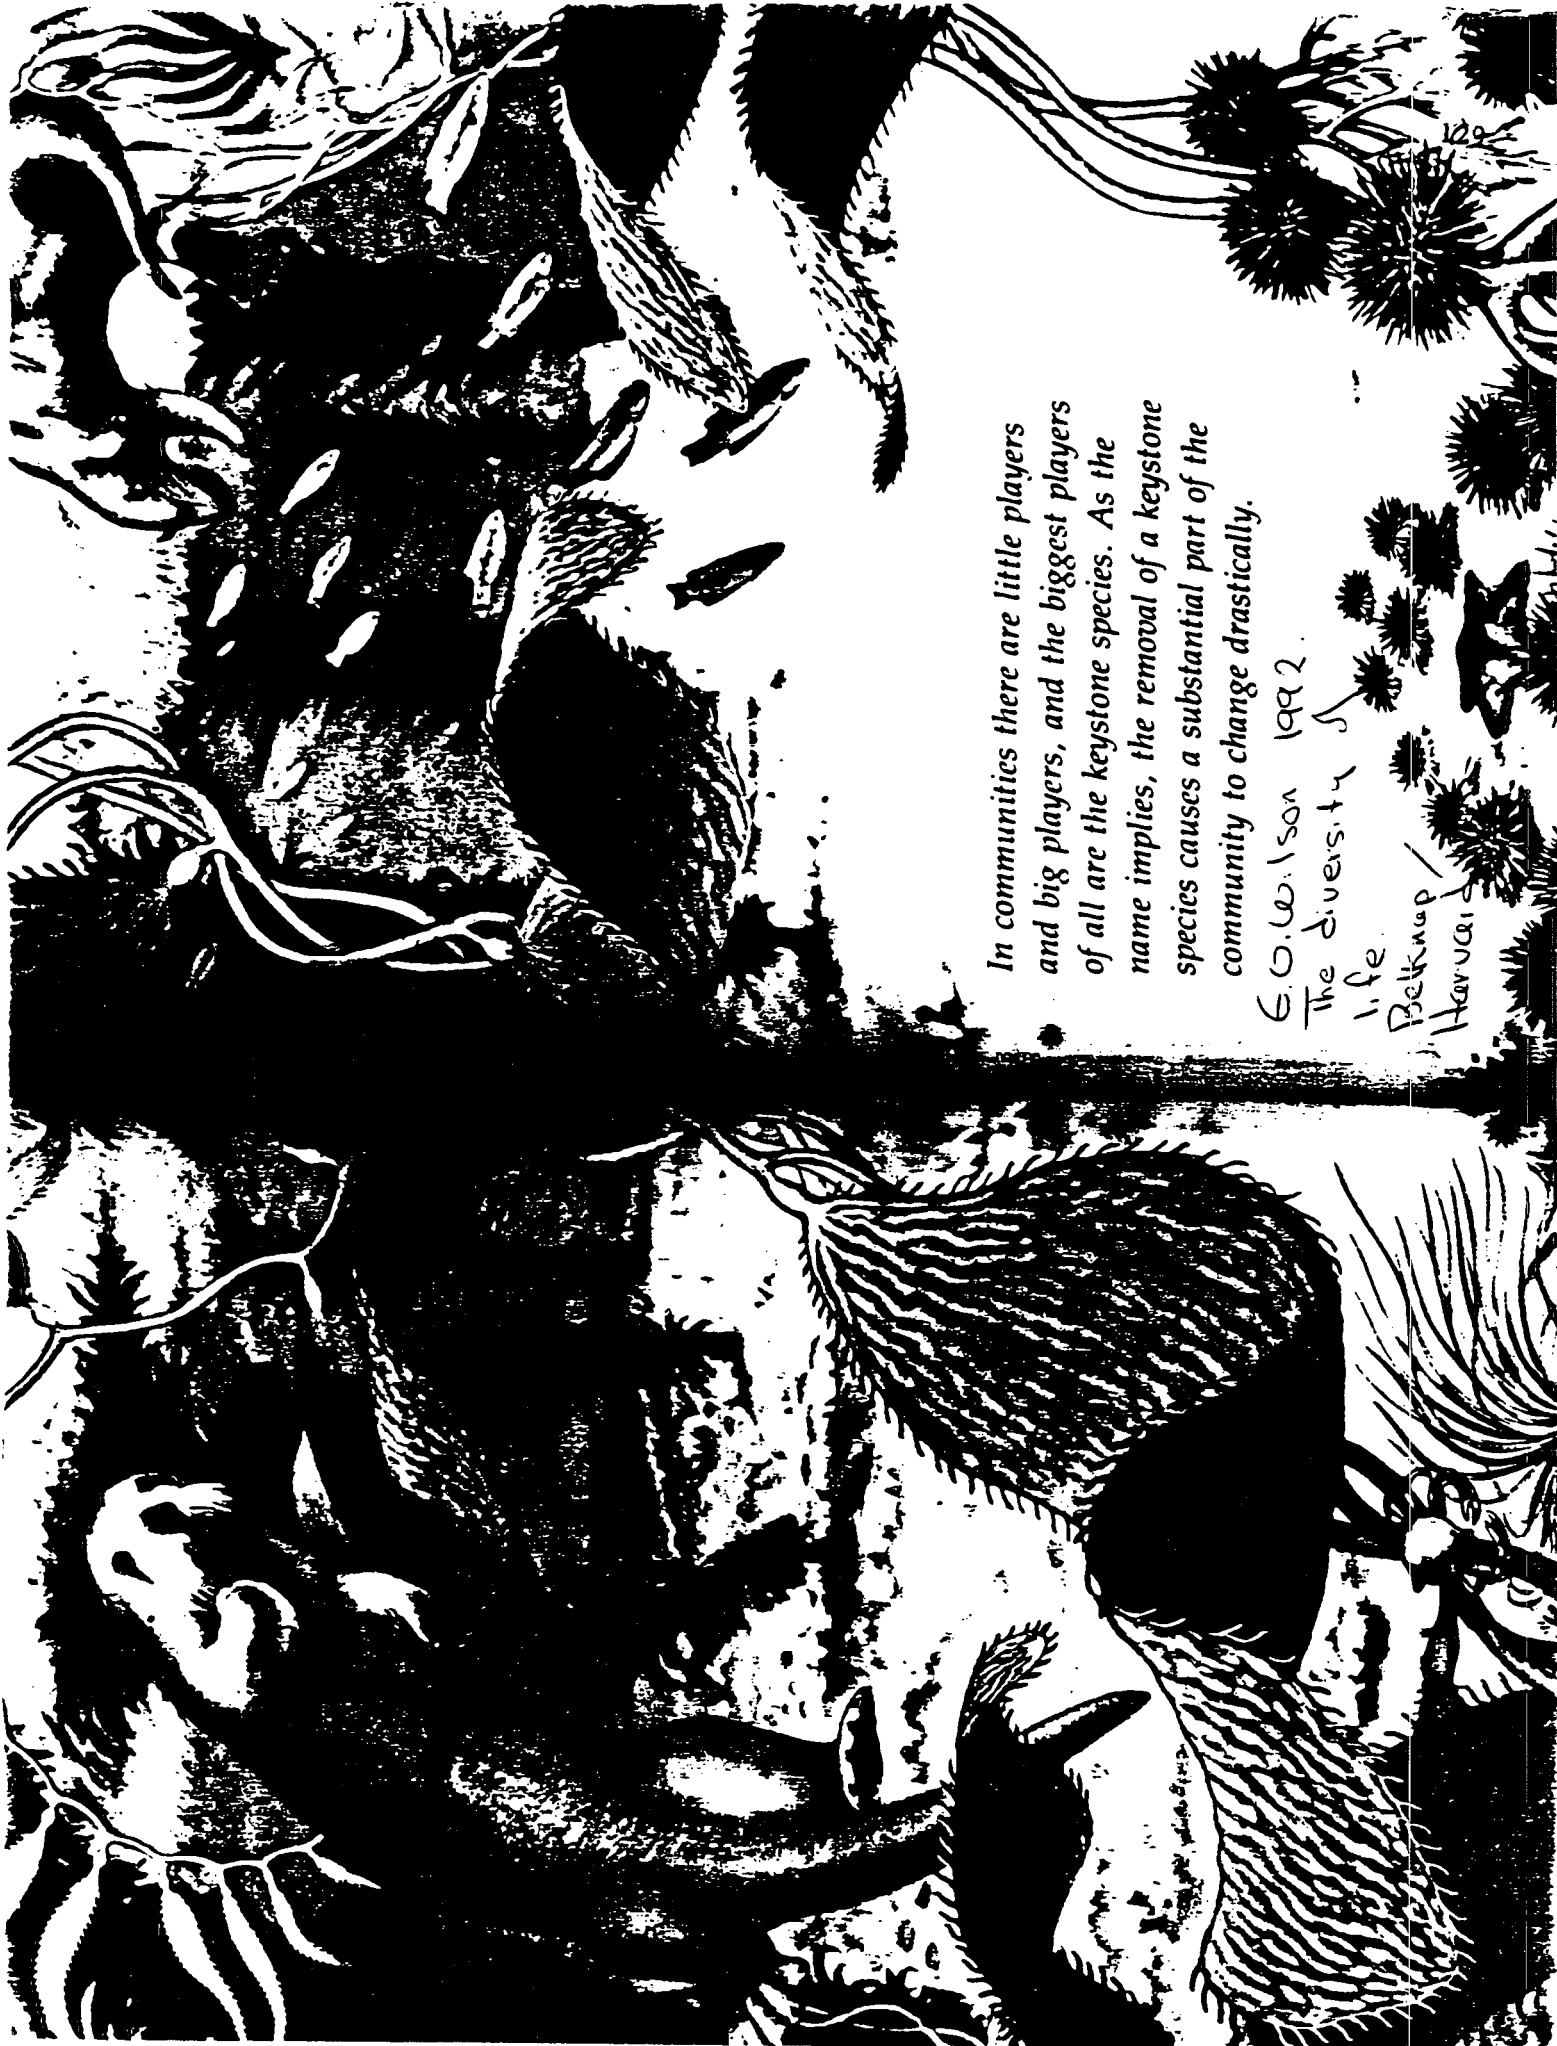 In communities there are little players
and big players, and the biggest players
of all are the keystone species. As the
name implies, the removal of a keystone
species causes a substantial part of the
community to change drastically.
E.O. Wilson 1992.
The diversity of
life.
Belknap /
Harvard